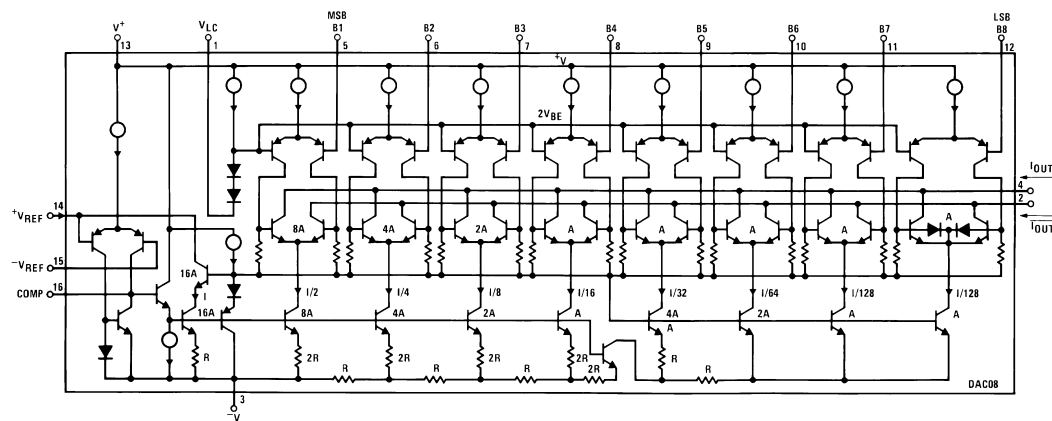 V+ VLC MSB LSB
B1 B2 B3 B4 B5 B6 B7 B8
13 1 5 6 7 8 9 10 11 12
+V
2VBE
IOUT
4
2
IOUT
14
+VREF
8A 4A 2A A A A A A
−VREF
15
16A
COMP 16
I I/2 I/4 I/8 I/16 I/32 I/64 I/128 I/128
16A 8A 4A 2A A 4A 2A A A
A
R 2R 2R 2R 2R R
R R R 2R R
DAC08
3
−V